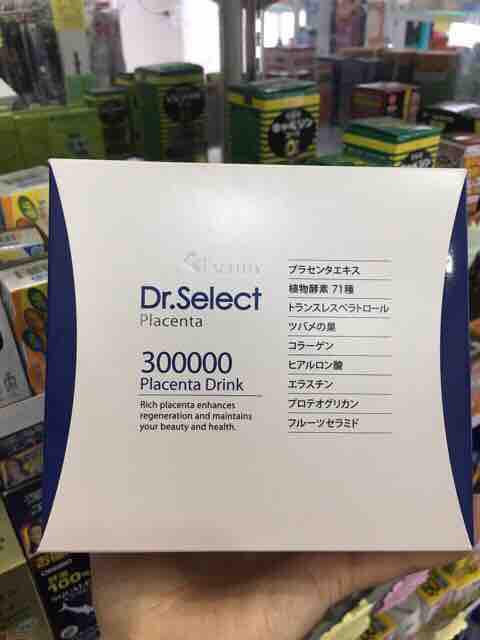 Dr.Select
Placenta
300000
Placenta Drink
Rich placenta enhances
regeneration and maintains
your beauty and health.
プラセンタエキス
植物酵素 71種
トランスレスベラトロール
ツバメの巣
コラーゲン
ヒアルロン酸
エラスチン
プロテオグリカン
フルーツセラミド
100